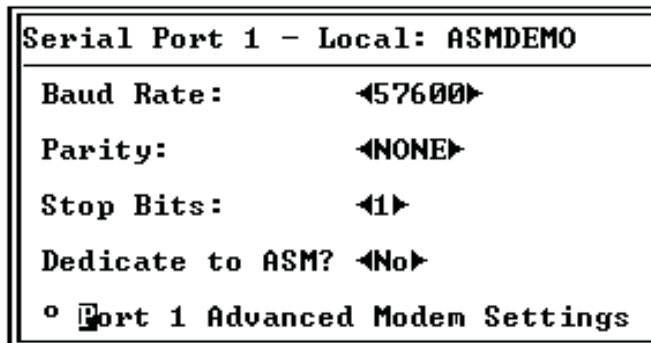 Serial Port 1 - Local: ASMDEMO
Baud Rate: ◄57600►
Parity: ◄NONE►
Stop Bits: ◄1►
Dedicate to ASM? ◄No►
° Port 1 Advanced Modem Settings